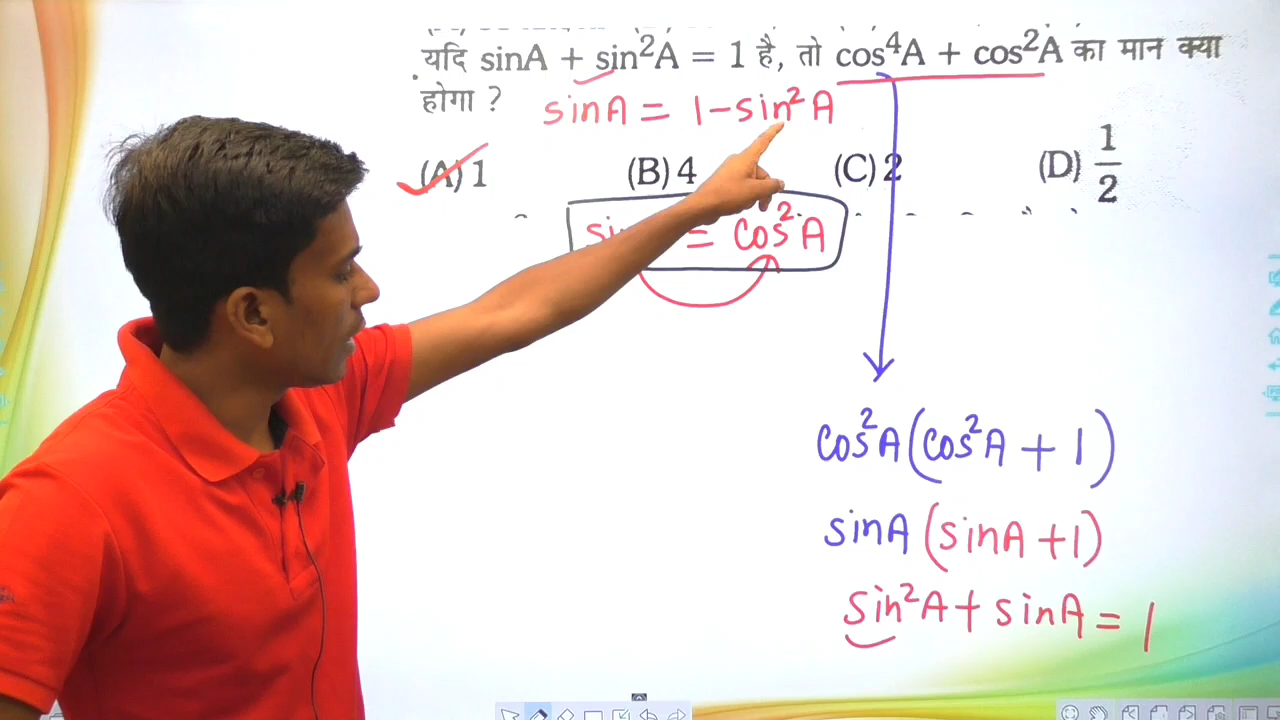 यदि sinA + sin²A = 1 है, तो cos⁴A + cos²A का मान क्या
होगा ?
sinA = 1-sin²A
(A) 1 (B) 4 (C) 2 (D) 1/2
= cos²A
cos²A(cos²A + 1)
sinA(sinA+1)
sin²A+ sinA = 1